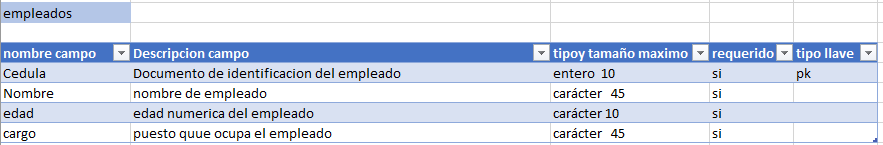 empleados
nombre campo Descripcion campo tipoy tamaño maximo requerido tipo llave
Cedula Documento de identificacion del empleado entero 10 si pk
Nombre nombre de empleado carácter 45 si
edad edad numerica del empleado carácter 10 si
cargo puesto quue ocupa el empleado carácter 45 si